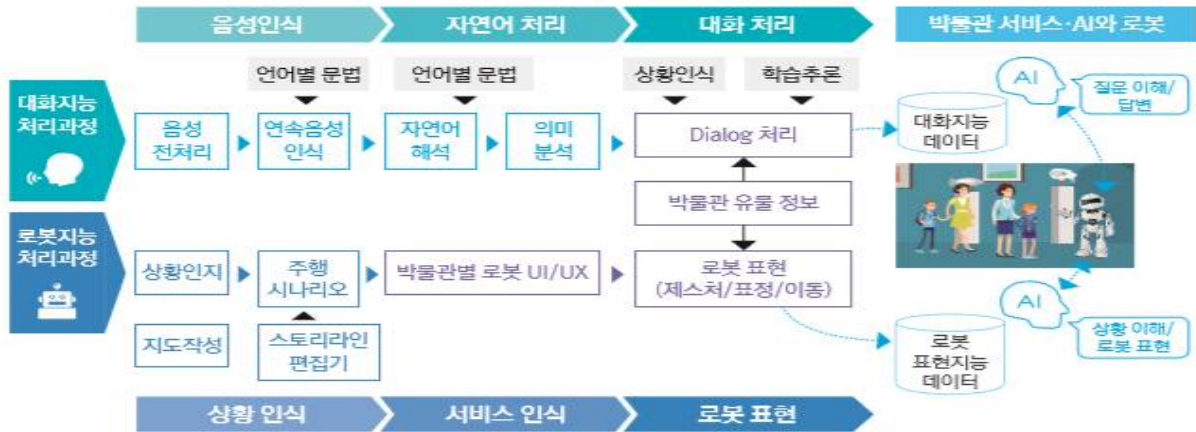 음성인식
자연어 처리
대화 처리
박물관 서비스·AI와 로봇
언어별 문법
언어별 문법
상황인식
학습추론
AI
질문 이해/
답변
대화지능
처리과정
음성
전처리
연속음성
인식
자연어
해석
의미
분석
Dialog 처리
대화지능
데이터
박물관 유물 정보
로봇지능
처리과정
상황인지
주행
시나리오
박물관별 로봇 UI/UX
로봇 표현
(제스처/표정/이동)
AI
상황 이해/
로봇 표현
지도작성
스토리라인
편집기
로봇
표현지능
데이터
상황 인식
서비스 인식
로봇 표현